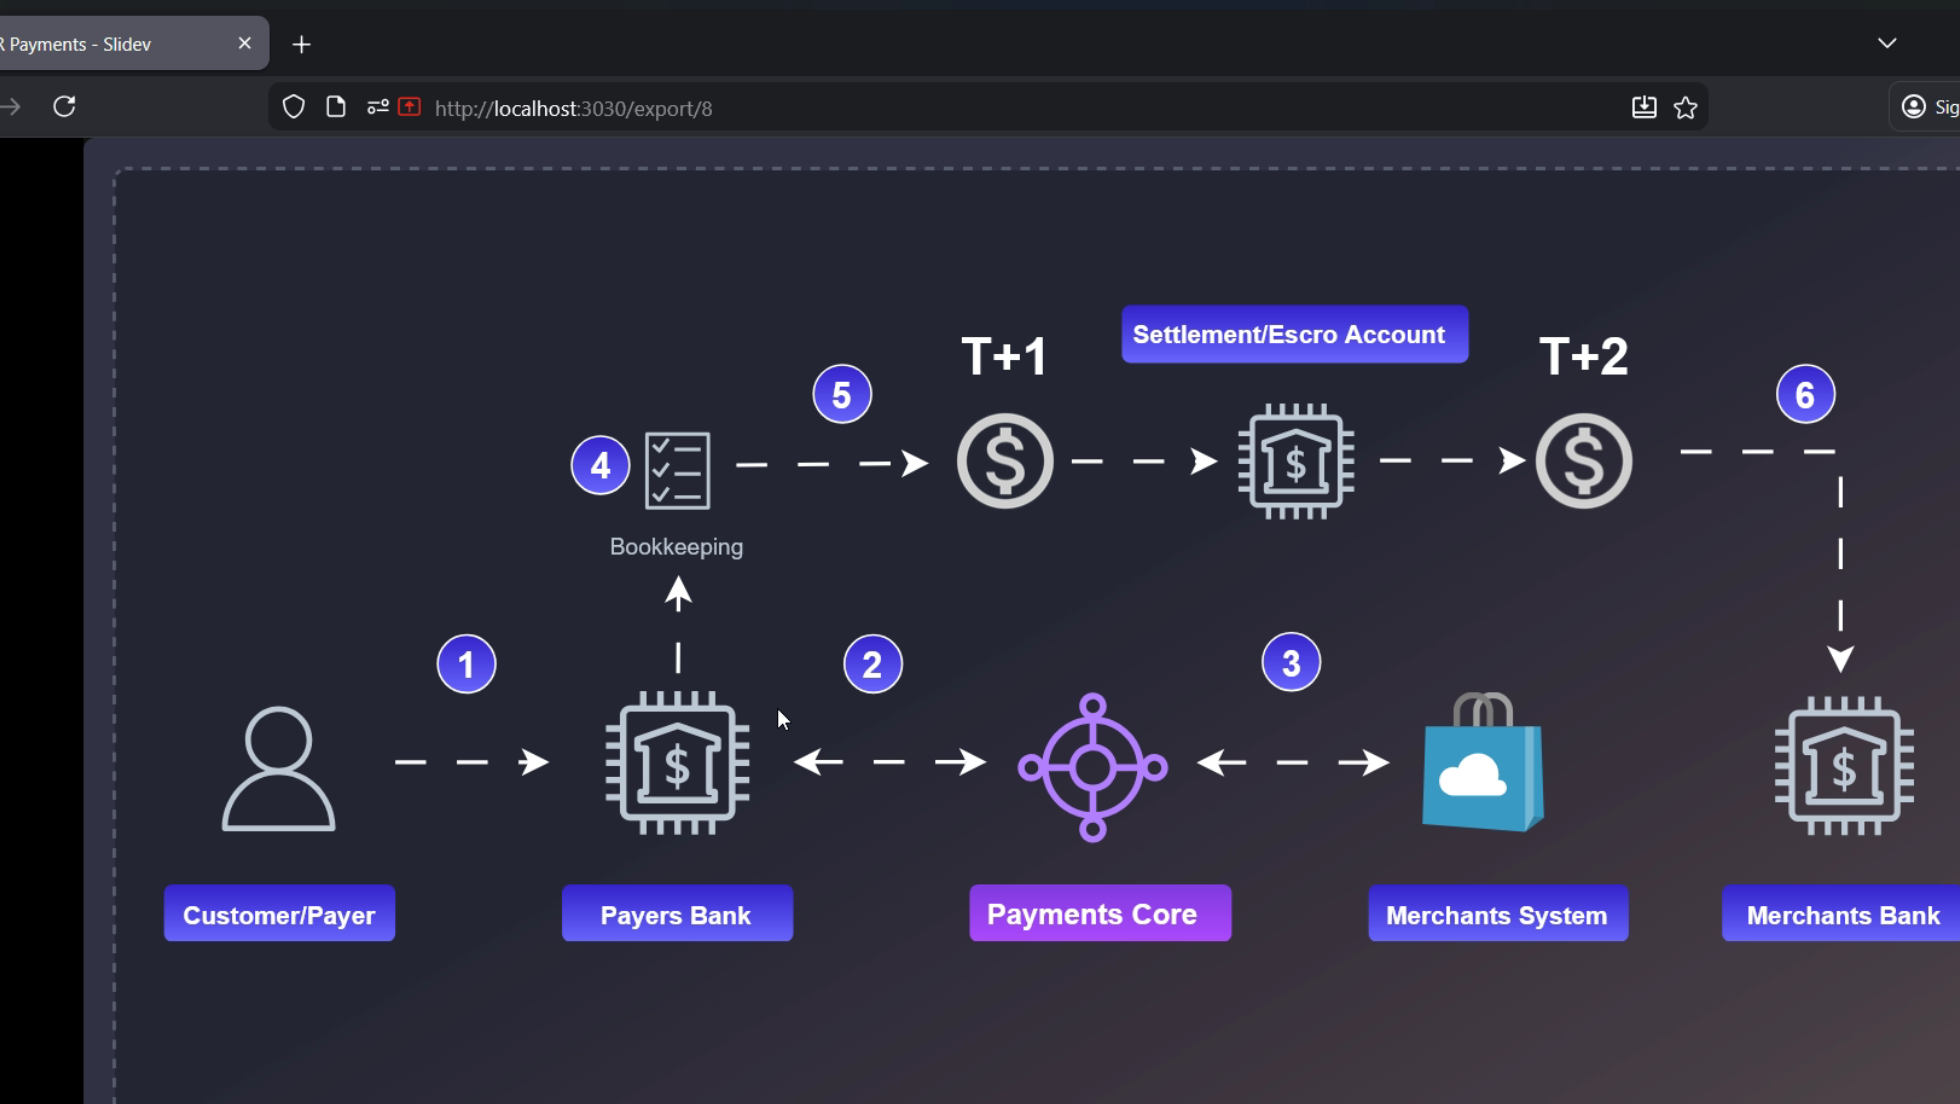 R Payments - Slidev
http://localhost:3030/export/8
Sig
Settlement/Escro Account
T+1
T+2
5
6
4
$
$
$
Bookkeeping
1
2
3
$
$
Customer/Payer
Payers Bank
Payments Core
Merchants System
Merchants Bank